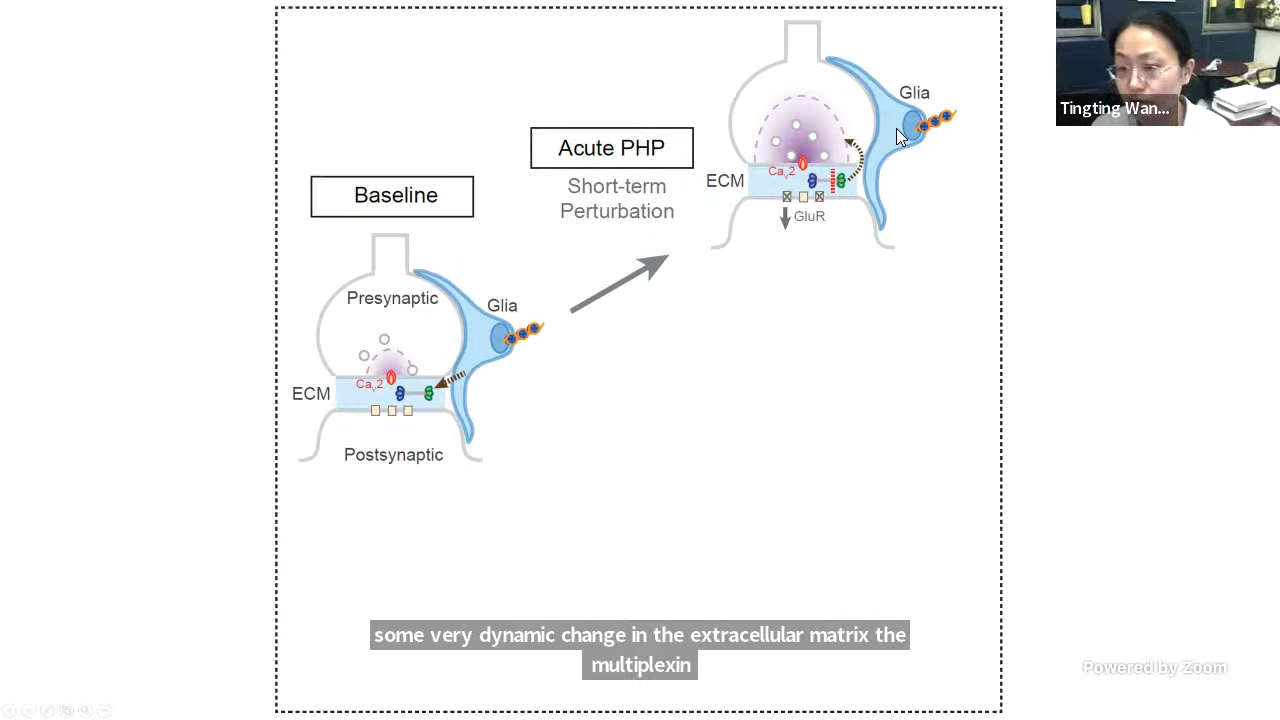 Glia
Acute PHP
Cav2
ECM
Short-term
Perturbation
GluR
Baseline
Presynaptic
Glia
Cav2
ECM
Postsynaptic
Tingting Wan...
some very dynamic change in the extracellular matrix the
multiplexin
Powered by Zoom